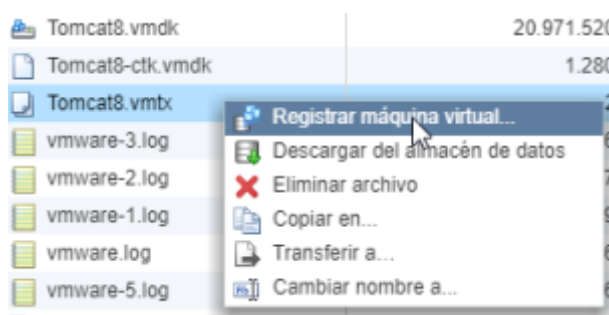 Tomcat8.vmdk 20.971.520
Tomcat8-ctk.vmdk 1.280
Tomcat8.vmtx
Registrar máquina virtual...
vmware-3.log
Descargar del almacén de datos
vmware-2.log
Eliminar archivo
vmware-1.log
Copiar en...
vmware.log
Transferir a...
vmware-5.log
Cambiar nombre a...